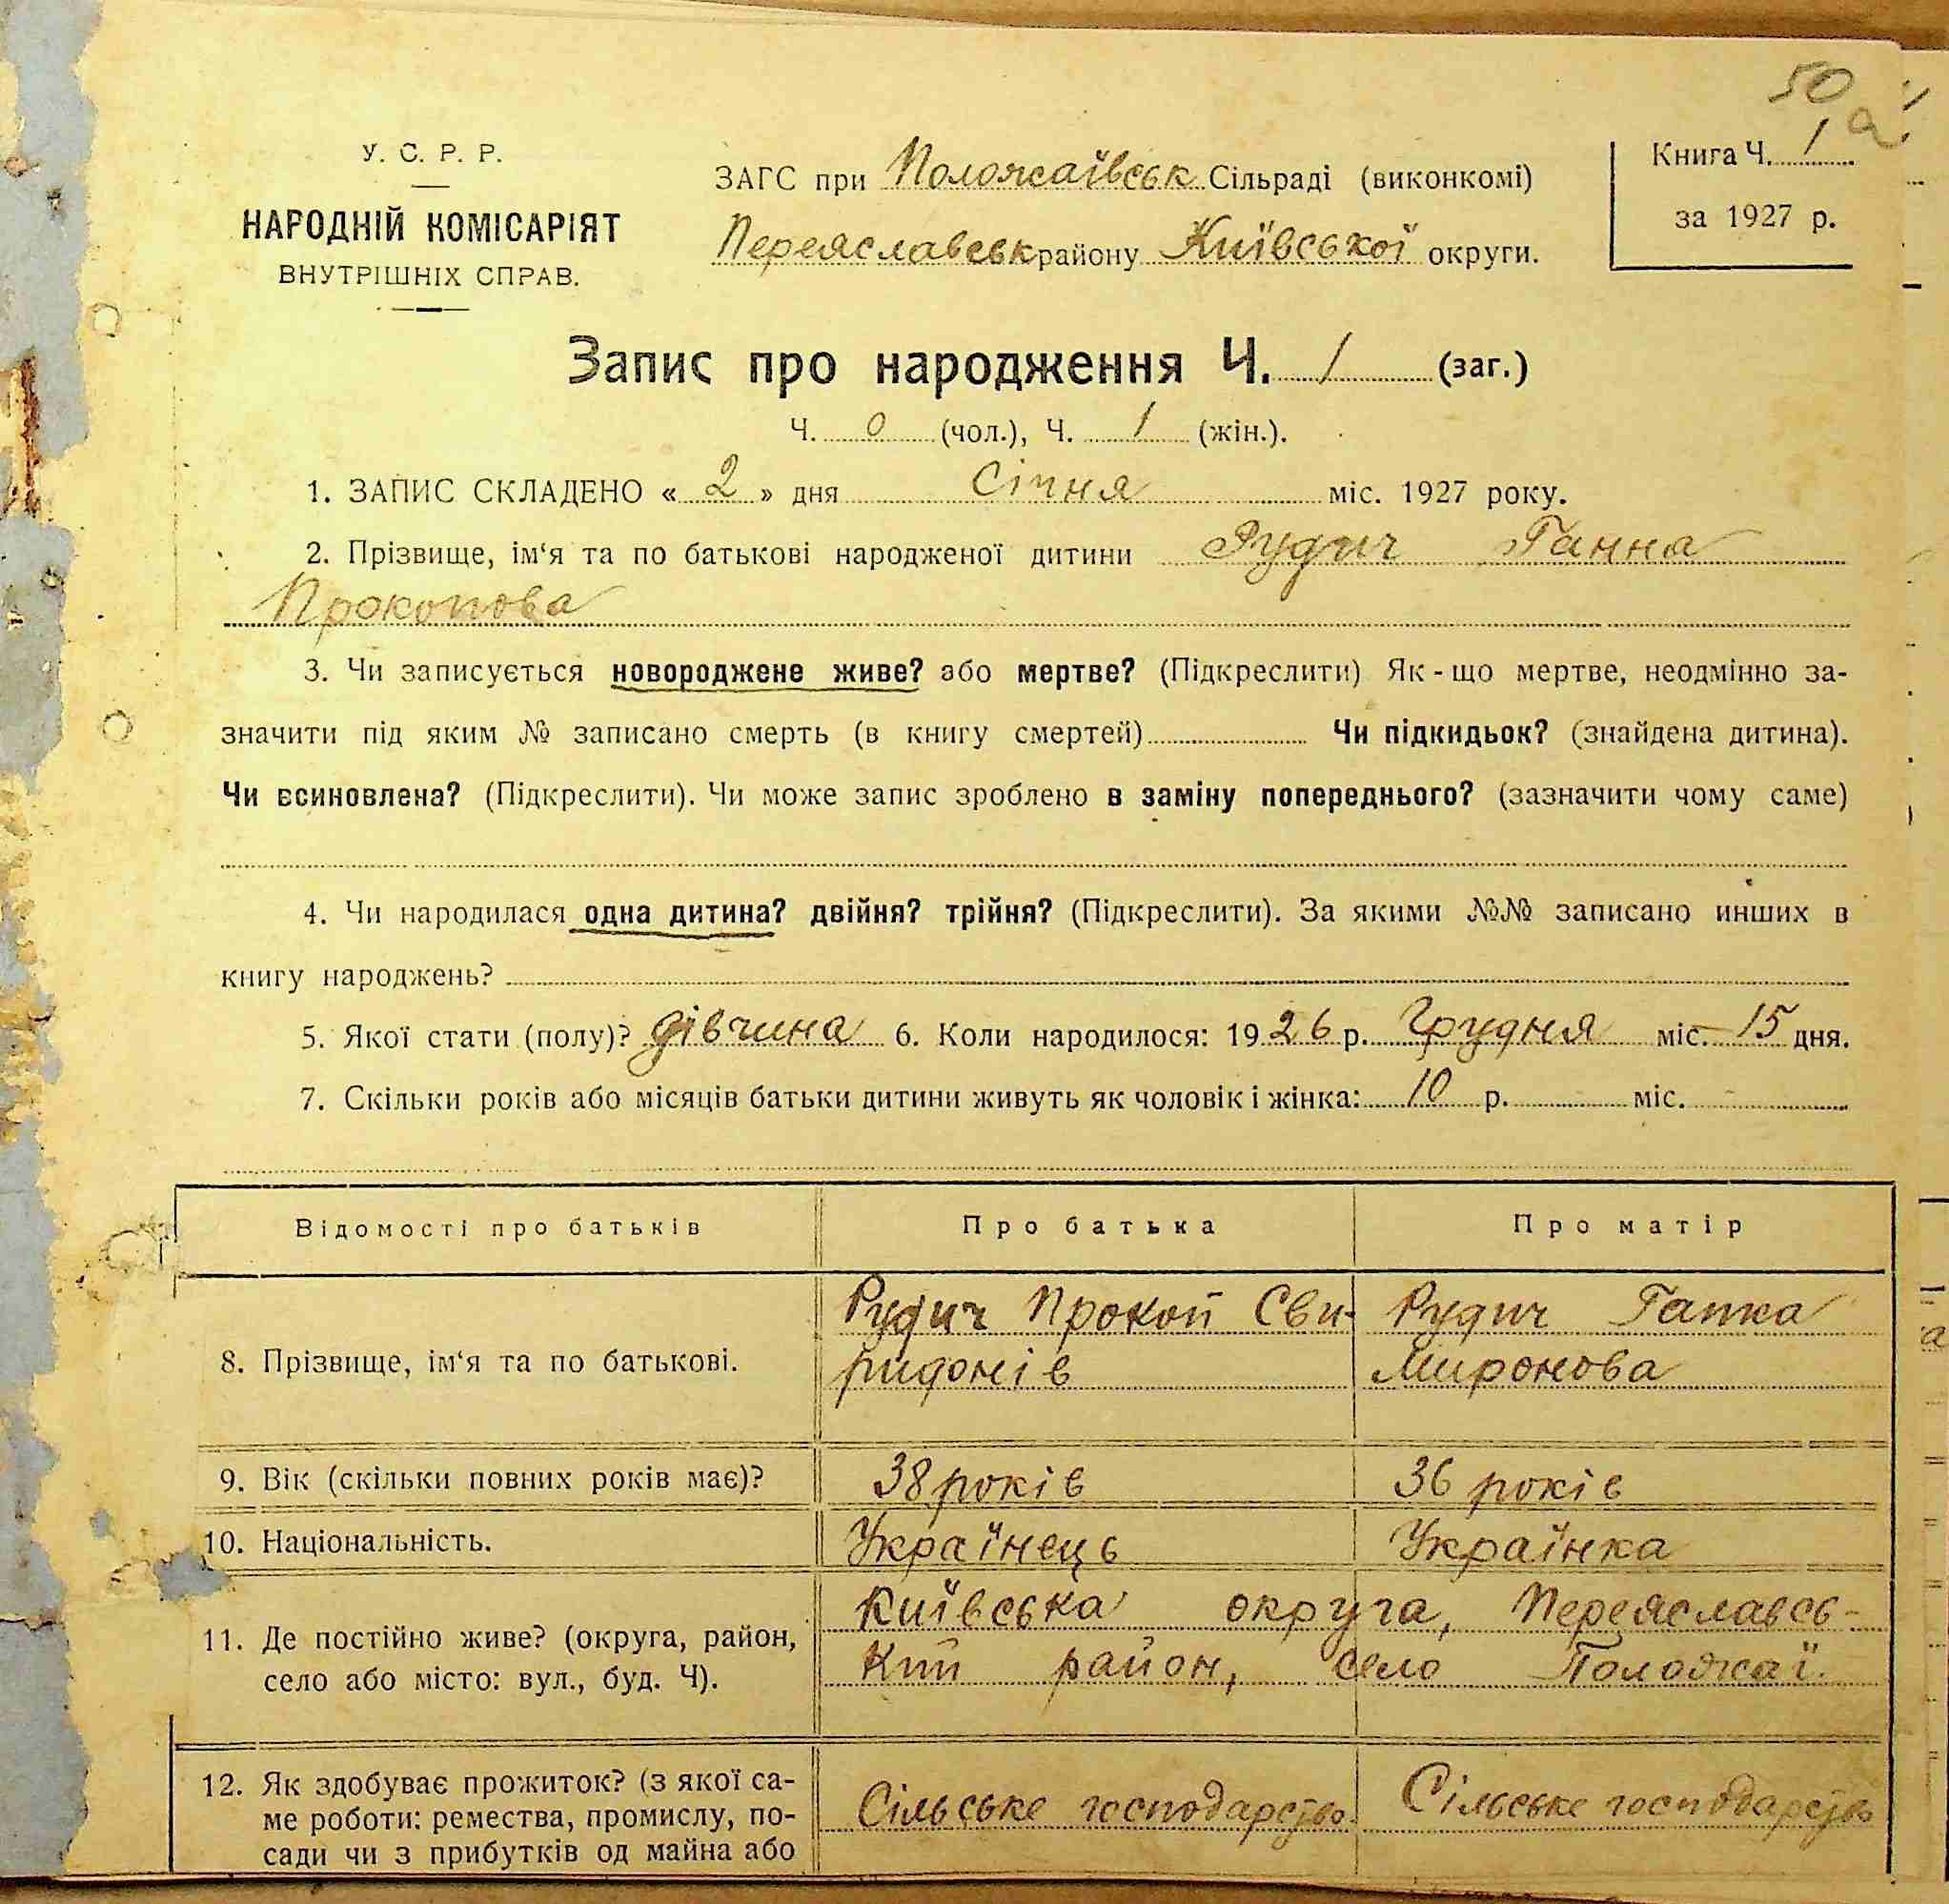 50
У. С. Р. Р.
НАРОДНІЙ КОМІСАРІЯТ
ВНУТРІШНІХ СПРАВ.
ЗАГС при Положаївськ Сільраді (виконкомі)
Переяславськ району Київської округи.
Книга Ч. 1
за 1927 р.
Запис про народження Ч. 1 (заг.)
Ч. 0 (чол.), Ч. 1 (жін.).
1. ЗАПИС СКЛАДЕНО « 2 » дня Січня міс. 1927 року.
2. Прізвище, ім‘я та по батькові народженої дитини Рудич Ганна
Прокопова
3. Чи записується новороджене живе? або мертве? (Підкреслити) Як - що мертве, неодмінно за-
значити під яким № записано смерть (в книгу смертей) Чи підкидьок? (знайдена дитина).
Чи всиновлена? (Підкреслити). Чи може запис зроблено в заміну попереднього? (зазначити чому саме)
4. Чи народилася одна дитина? двійня? трійня? (Підкреслити). За якими №№ записано инших в
книгу народжень?
5. Якої стати (полу)? дівчина 6. Коли народилося: 1926 р. Грудня міс. 15 дня.
7. Скільки років або місяців батьки дитини живуть як чоловік і жінка: 10 р. міс.
Відомості про батьків Про батька Про матір
8. Прізвище, ім‘я та по батькові.
Рудич Прокоп Сви-
ридонів
Рудич Гапка
Миронова
9. Вік (скільки повних років має)? 38 років 36 років
10. Національність. Українець Українка
11. Де постійно живе? (округа, район,
село або місто: вул., буд. Ч).
Київська округа, Переяславсь-
кий район, село Положаї.
12. Як здобуває прожиток? (з якої са-
ме роботи: ремества, промислу, по-
сади чи з прибутків од майна або
Сільське господарство.
Сільське господарство